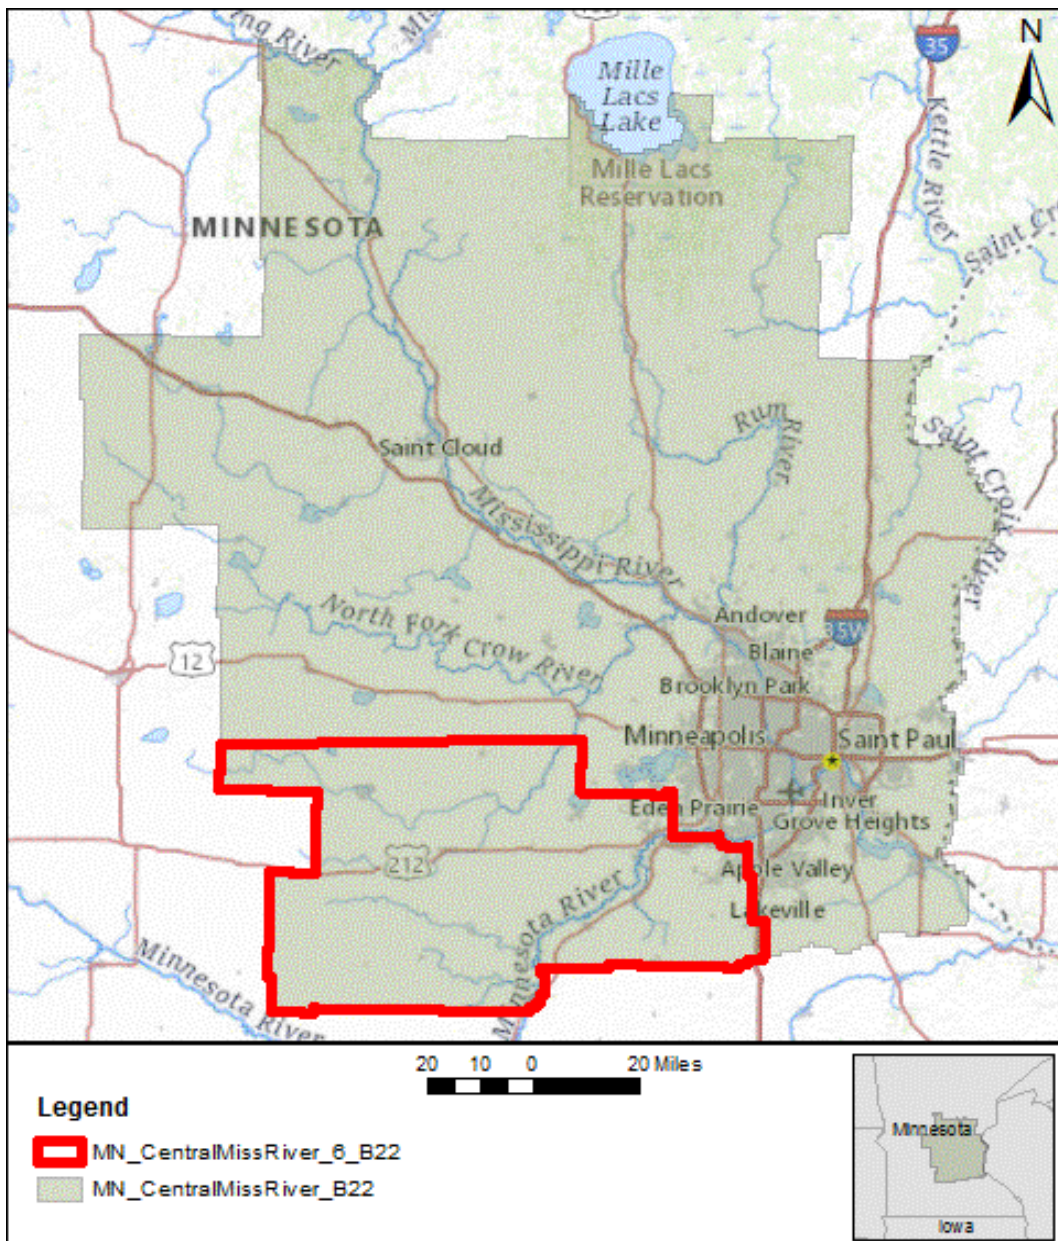 ng River
Mis
35
N
Mille
Lacs
Lake
Kettle River
Mille Lacs
Reservation
MINNESOTA
Saint Cr
Rum River
Saint Cloud
Saint Croix River
Mississippi River
North Fork Crow River
Andover
35W
Blaine
12
Brooklyn Park
Minneapolis
Saint Paul
Eden Prairie
Inver
Grove Heights
212
Apple Valley
Lakeville
Minnesota River
Minnesota River
20 10 0 20 Miles
Legend
MN_CentralMissRiver_6_B22
MN_CentralMissRiver_B22
Minnesota
Iowa